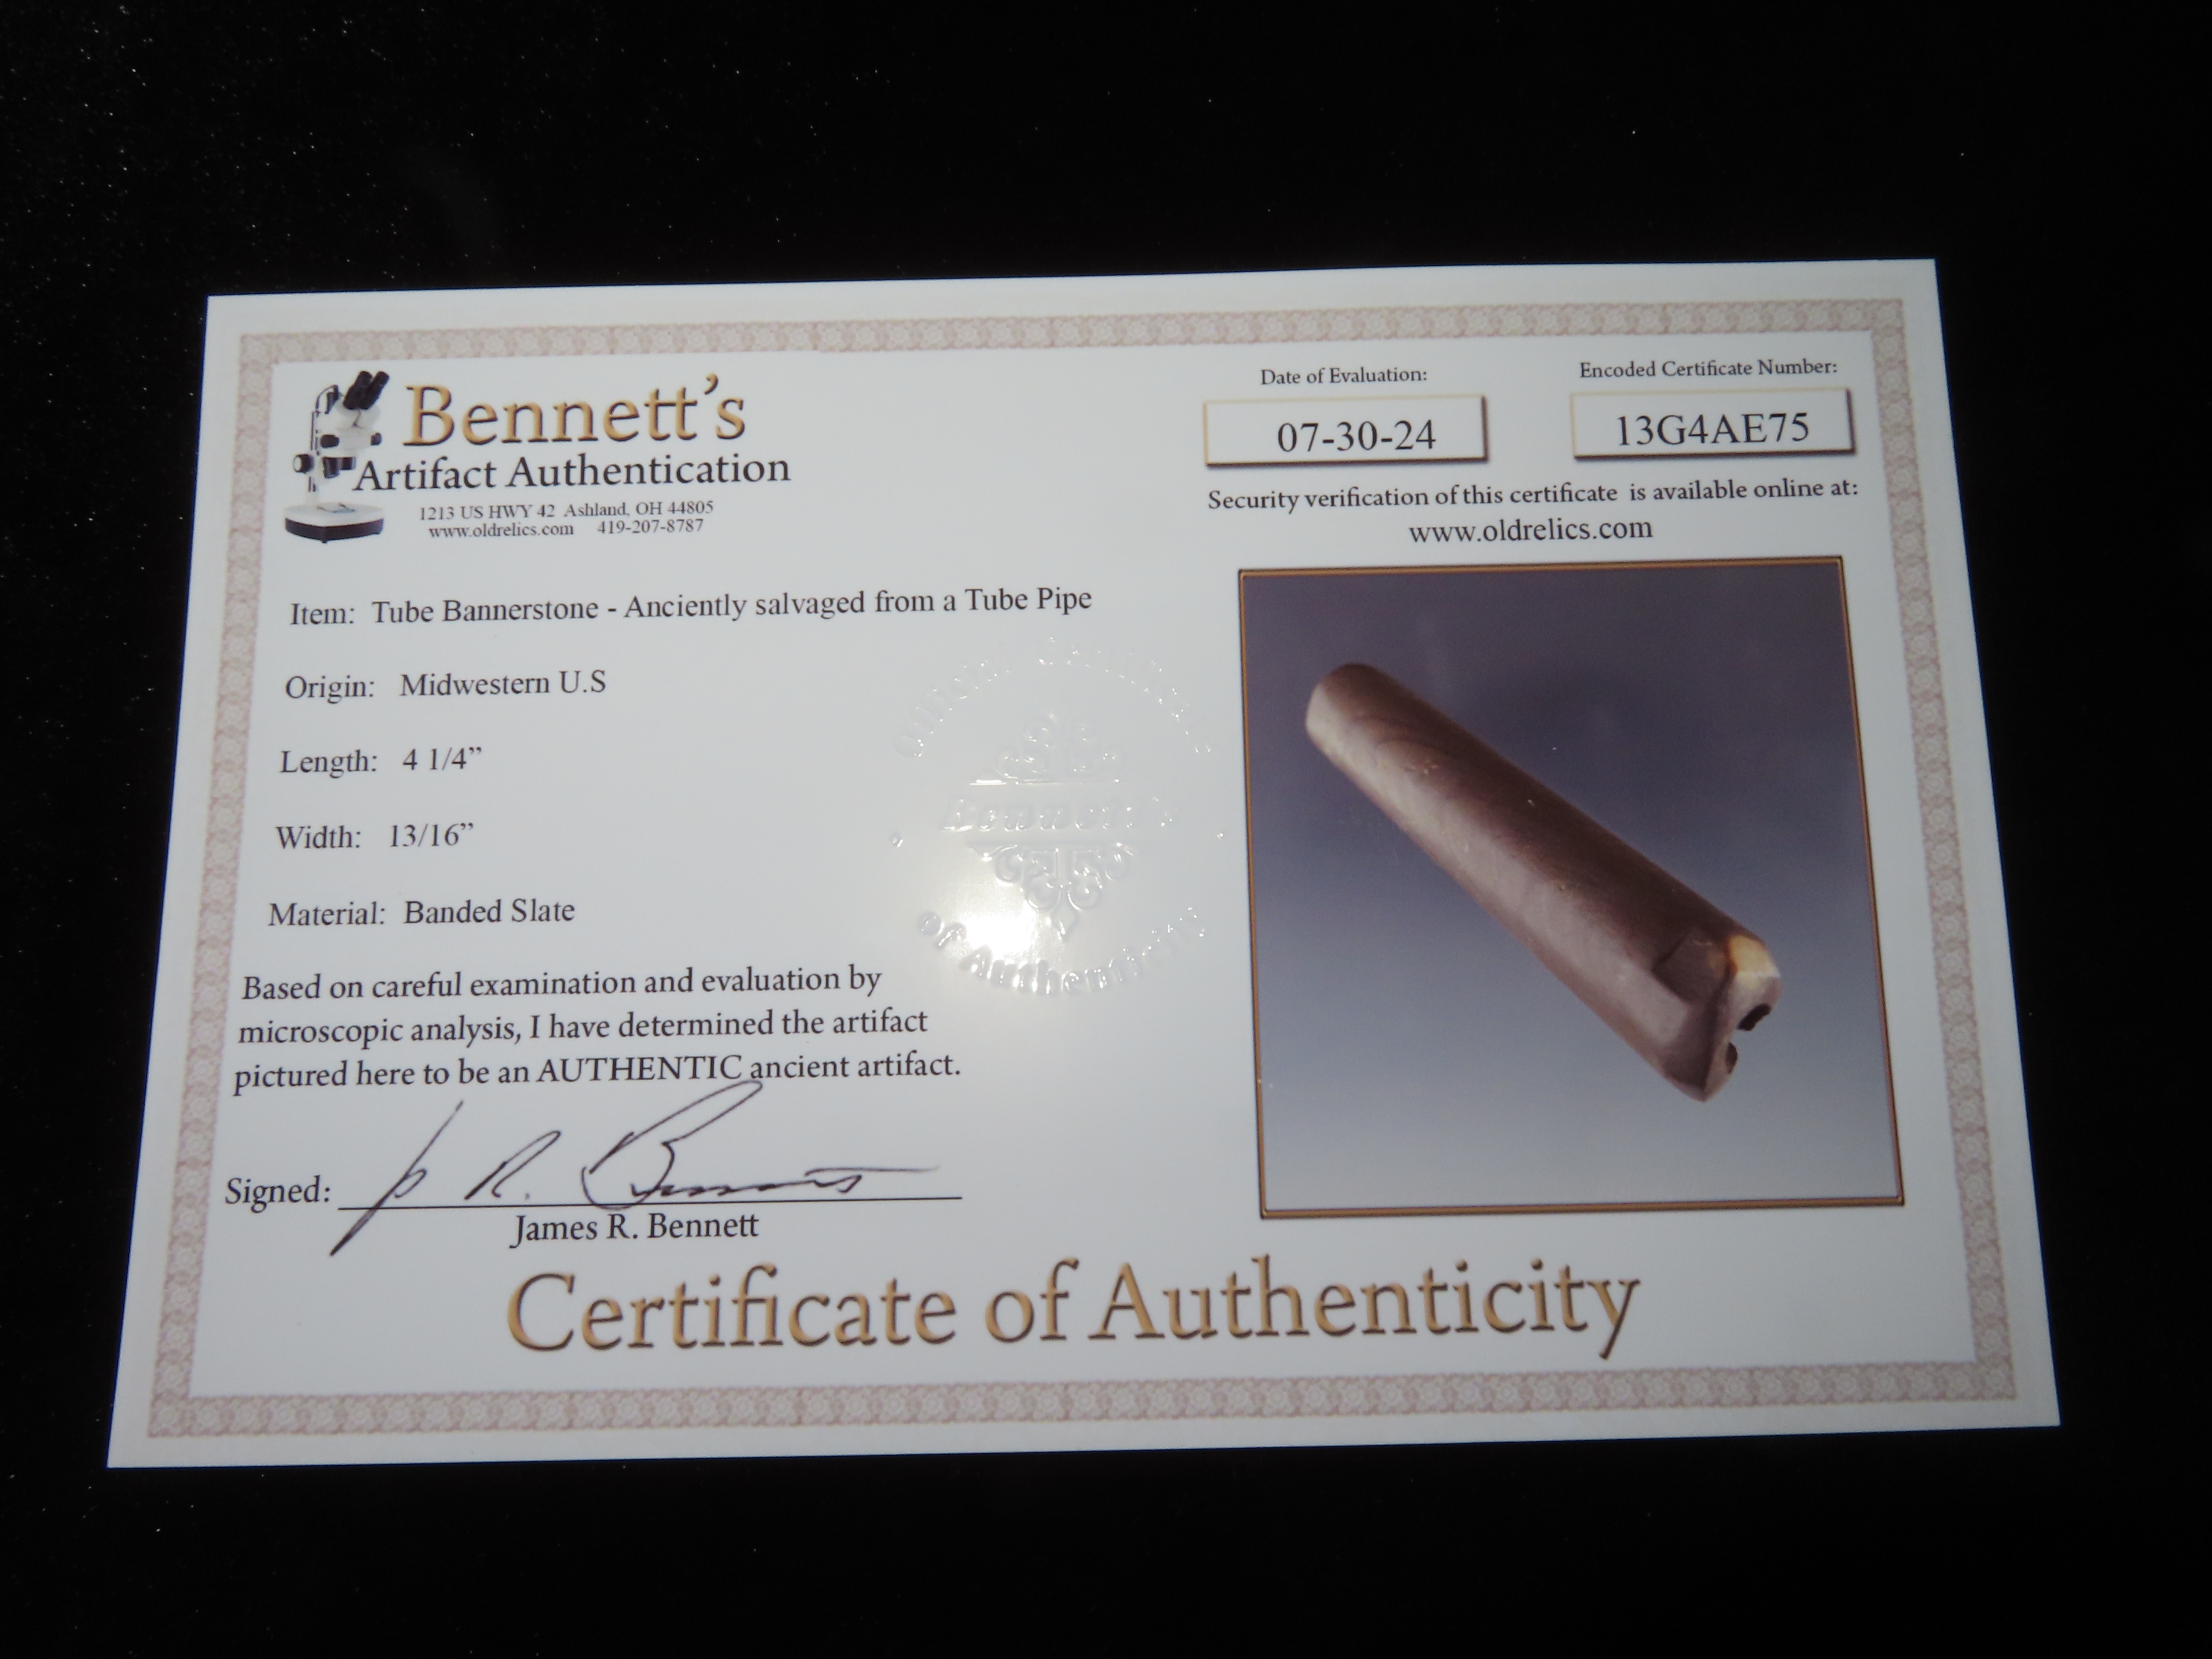 Bennett's
Artifact Authentication
1213 US HWY 42 Ashland, OH 44805
www.oldrelics.com 419-207-8787
Date of Evaluation:
07-30-24
Encoded Certificate Number:
13G4AE75
Security verification of this certificate is available online at:
www.oldrelics.com
Item: Tube Bannerstone - Anciently salvaged from a Tube Pipe
Origin: Midwestern U.S
Length: 4 1/4”
Width: 13/16”
Material: Banded Slate
Based on careful examination and evaluation by
microscopic analysis, I have determined the artifact
pictured here to be an AUTHENTIC ancient artifact.
Bennett's
of Authenticity
Signed: J R. Bennett
James R. Bennett
Certificate of Authenticity